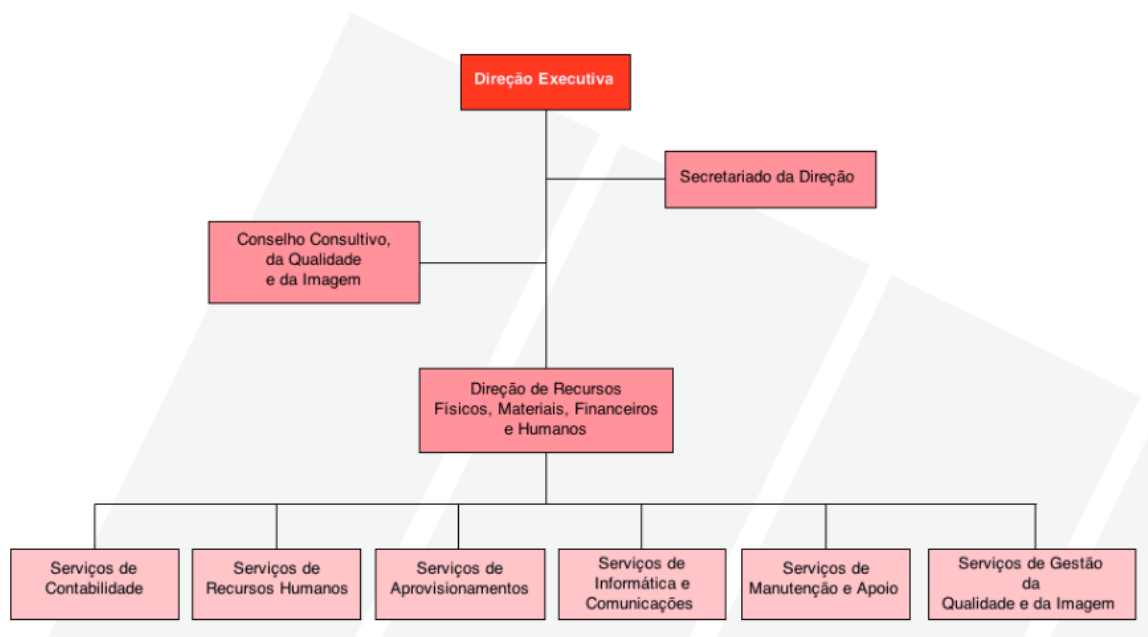 Direção Executiva
Secretariado da Direção
Conselho Consultivo,
da Qualidade
e da Imagem
Direção de Recursos
Físicos, Materiais, Financeiros
e Humanos
Serviços de
Contabilidade
Serviços de
Recursos Humanos
Serviços de
Aprovisionamentos
Serviços de
Informática e
Comunicações
Serviços de
Manutenção e Apoio
Serviços de Gestão
da
Qualidade e da Imagem